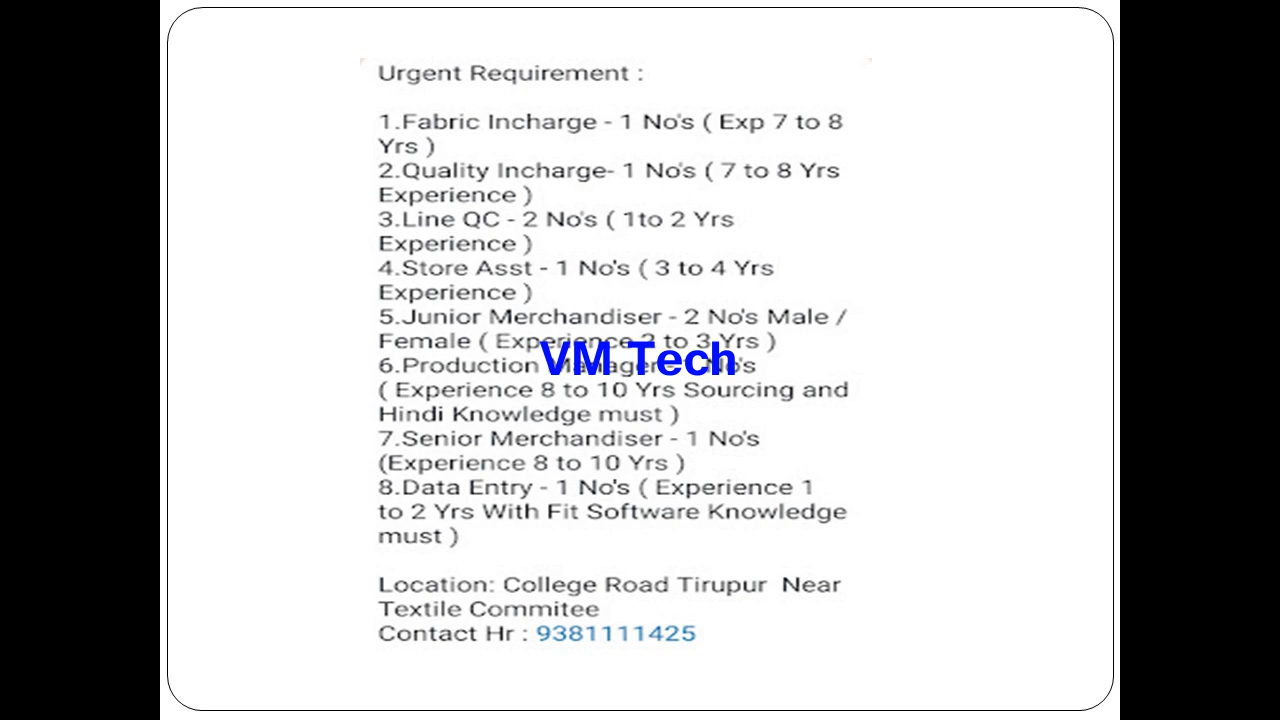 Urgent Requirement :
1.Fabric Incharge - 1 No's ( Exp 7 to 8
Yrs )
2.Quality Incharge- 1 No's ( 7 to 8 Yrs
Experience )
3.Line QC - 2 No's ( 1to 2 Yrs
Experience )
4.Store Asst - 1 No's ( 3 to 4 Yrs
Experience )
5.Junior Merchandiser - 2 No's Male /
Female ( Experience to 3 Yrs )
VM Tech
6.Production Manager - No's
( Experience 8 to 10 Yrs Sourcing and
Hindi Knowledge must )
7.Senior Merchandiser - 1 No's
(Experience 8 to 10 Yrs )
8.Data Entry - 1 No's ( Experience 1
to 2 Yrs With Fit Software Knowledge
must )
Location: College Road Tirupur Near
Textile Commitee
Contact Hr : 9381111425